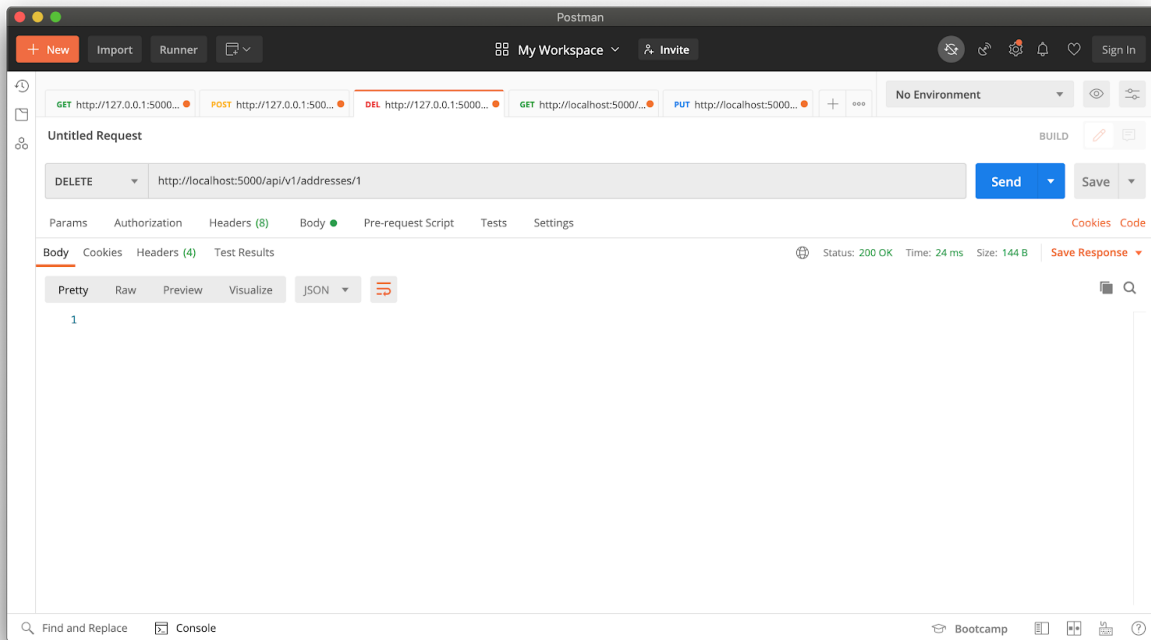 Postman
New Import Runner My Workspace Invite Sign In
GET http://127.0.0.1:5000... POST http://127.0.0.1:500... DEL http://127.0.0.1:5000... GET http://localhost:5000/... PUT http://localhost:5000... No Environment
Untitled Request BUILD
DELETE http://localhost:5000/api/v1/addresses/1 Send Save
Params Authorization Headers (8) Body Pre-request Script Tests Settings Cookies Code
Body Cookies Headers (4) Test Results Status: 200 OK Time: 24 ms Size: 144 B Save Response
Pretty Raw Preview Visualize JSON
1
Find and Replace Console Bootcamp